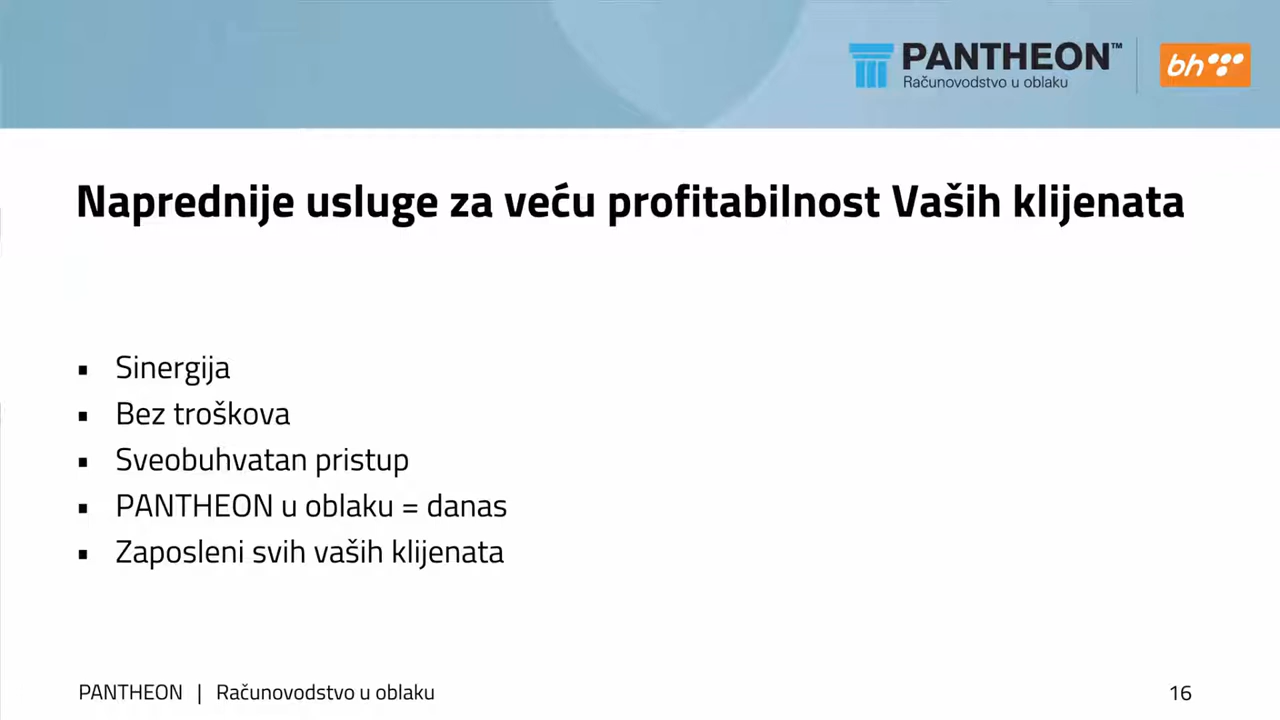 PANTHEON™
Računovodstvo u oblaku
bh
Naprednije usluge za veću profitabilnost Vaših klijenata
▪ Sinergija
▪ Bez troškova
▪ Sveobuhvatan pristup
▪ PANTHEON u oblaku = danas
▪ Zaposleni svih vaših klijenata
PANTHEON | Računovodstvo u oblaku
16